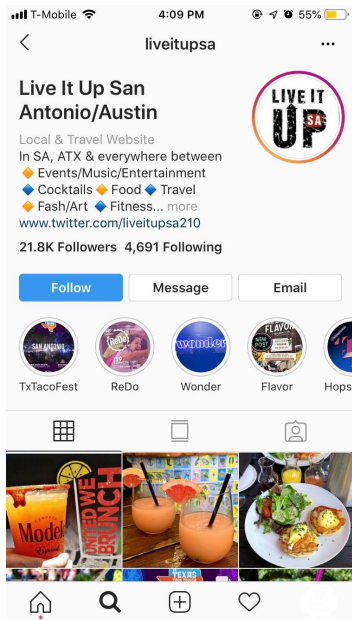 T-Mobile 4:09 PM 55%
liveitupsa
Live It Up San
Antonio/Austin
LIVE IT
UP
SA
Local & Travel Website
In SA, ATX & everywhere between
Events/Music/Entertainment
Cocktails Food Travel
Fash/Art Fitness... more
www.twitter.com/liveitupsa210
21.8K Followers 4,691 Following
Follow Message Email
SAN ANTONIO
ReDo
wonder
FLAVOR
NEW POST
TxTacoFest ReDo Wonder Flavor Hops
Modelo
Especial
UNITED WE
BRUNCH
TEXAS